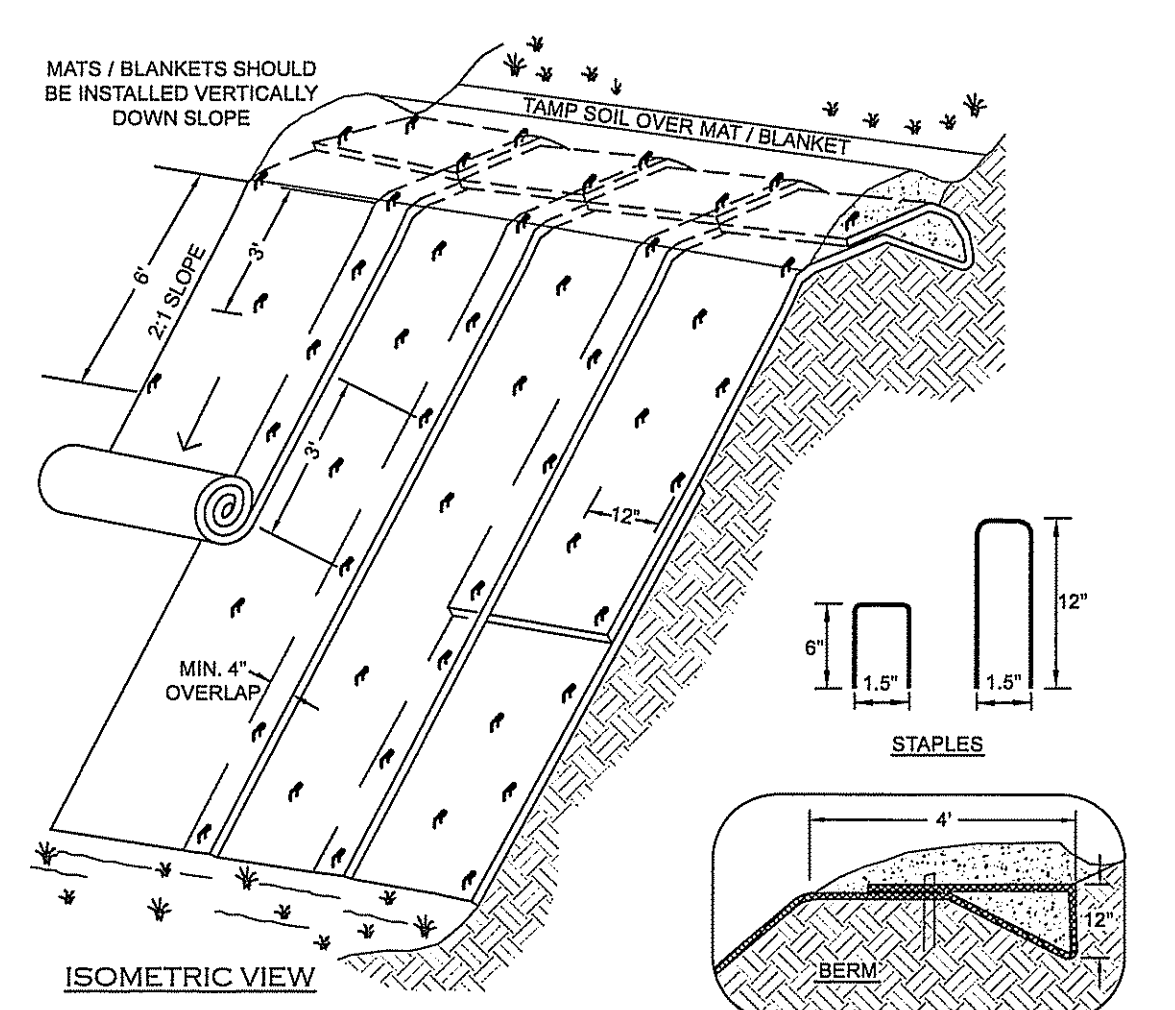 MATS / BLANKETS SHOULD
BE INSTALLED VERTICALLY
DOWN SLOPE
TAMP SOIL OVER MAT / BLANKET
6'
2:1 SLOPE
3'
3'
12"
MIN. 4"
OVERLAP
6"
1.5"
12"
1.5"
STAPLES
4'
12"
BERM
ISOMETRIC VIEW